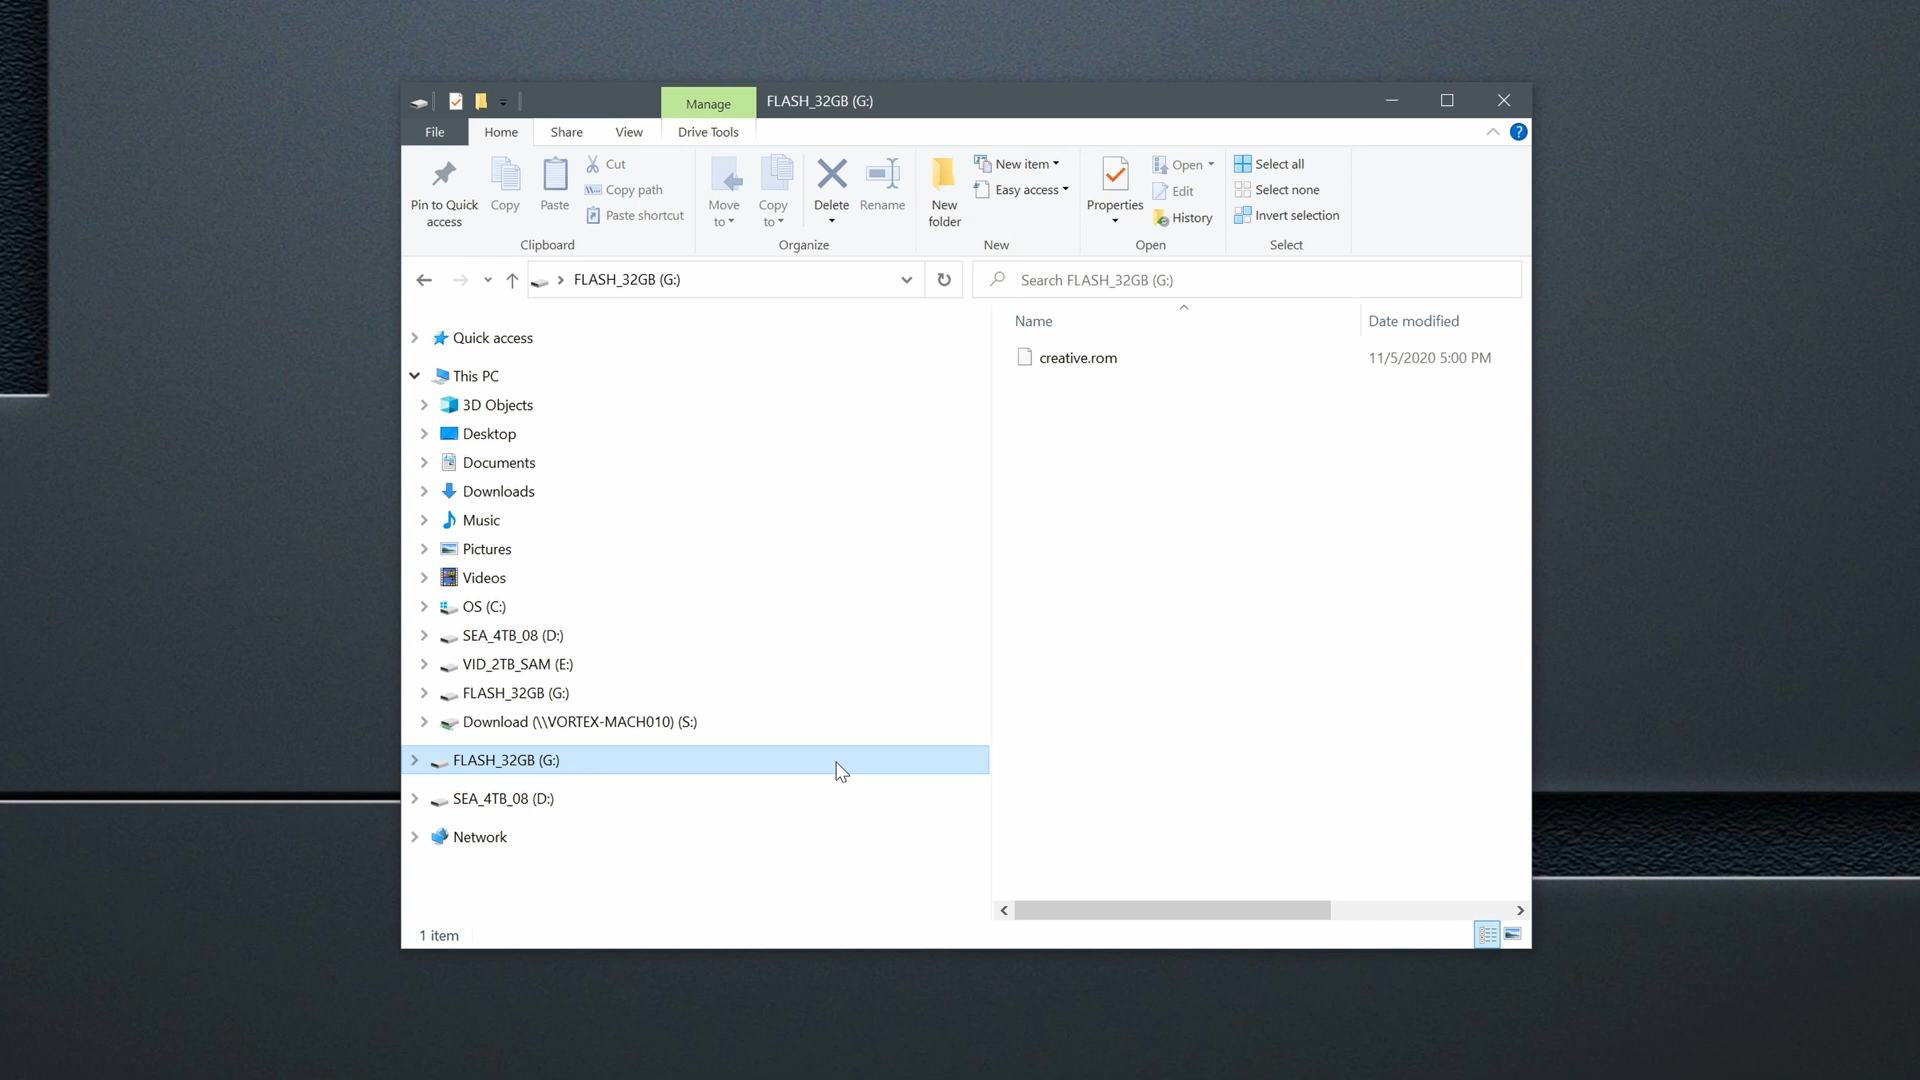 Manage
FLASH_32GB (G:)
File
Home
Share
View
Drive Tools
?
Pin to Quick access
Copy
Paste
Cut
Copy path
Paste shortcut
Clipboard
Move to
Copy to
Delete
Rename
Organize
New folder
New item
Easy access
New
Properties
Open
Edit
History
Open
Select all
Select none
Invert selection
Select
FLASH_32GB (G:)
Search FLASH_32GB (G:)
Quick access
This PC
3D Objects
Desktop
Documents
Downloads
Music
Pictures
Videos
OS (C:)
SEA_4TB_08 (D:)
VID_2TB_SAM (E:)
FLASH_32GB (G:)
Download (\\VORTEX-MACH010) (S:)
FLASH_32GB (G:)
SEA_4TB_08 (D:)
Network
Name
Date modified
creative.rom
11/5/2020 5:00 PM
1 item